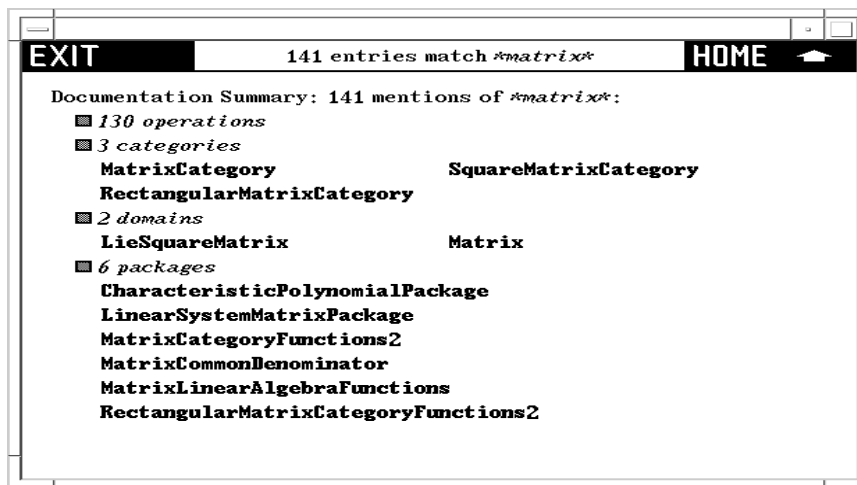 EXIT 141 entries match *matrix* HOME
Documentation Summary: 141 mentions of *matrix*:
130 operations
3 categories
MatrixCategory SquareMatrixCategory
RectangularMatrixCategory
2 domains
LieSquareMatrix Matrix
6 packages
CharacteristicPolynomialPackage
LinearSystemMatrixPackage
MatrixCategoryFunctions2
MatrixCommonDenominator
MatrixLinearAlgebraFunctions
RectangularMatrixCategoryFunctions2